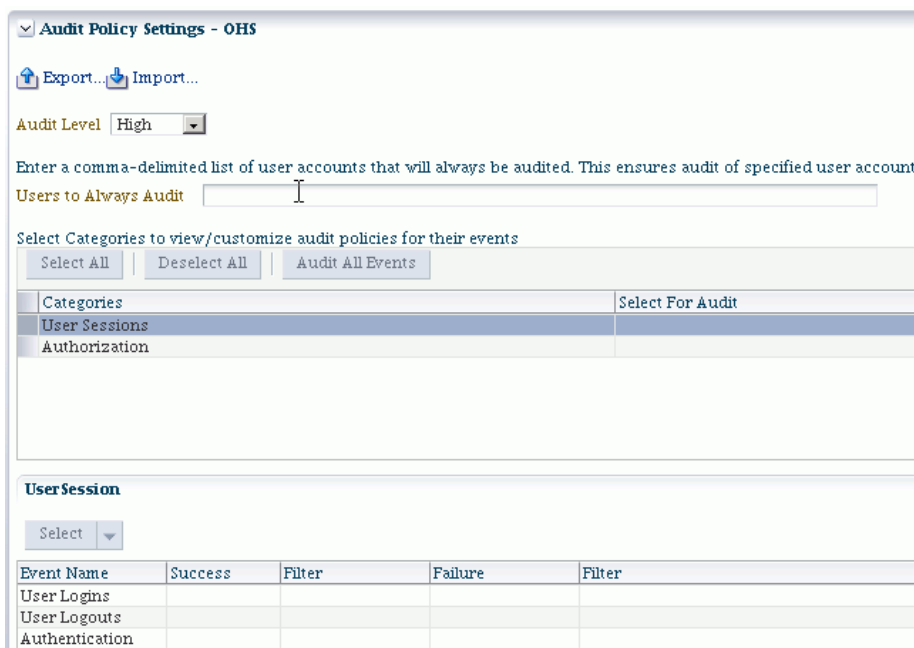 Audit Policy Settings - OHS
Export... Import...
Audit Level High
Enter a comma-delimited list of user accounts that will always be audited. This ensures audit of specified user account
Users to Always Audit
Select Categories to view/customize audit policies for their events
Select All Deselect All Audit All Events
Categories Select For Audit
User Sessions
Authorization
UserSession
Select
Event Name Success Filter Failure Filter
User Logins
User Logouts
Authentication